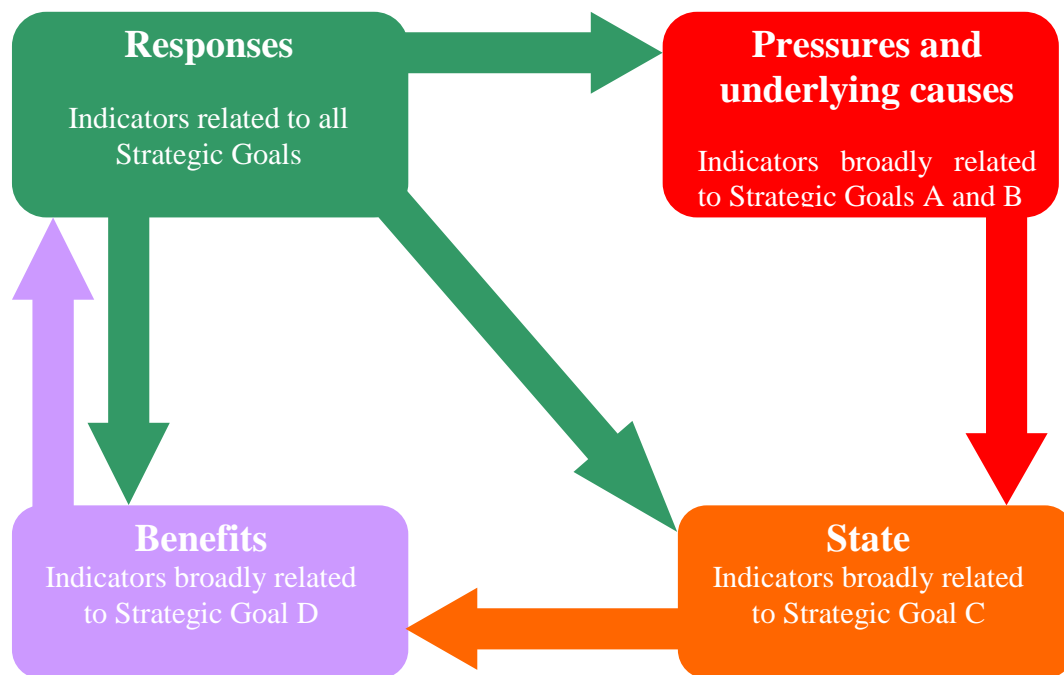 Responses
Indicators related to all
Strategic Goals
Pressures and
underlying causes
Indicators broadly related
to Strategic Goals A and B
Benefits
Indicators broadly related
to Strategic Goal D
State
Indicators broadly related
to Strategic Goal C